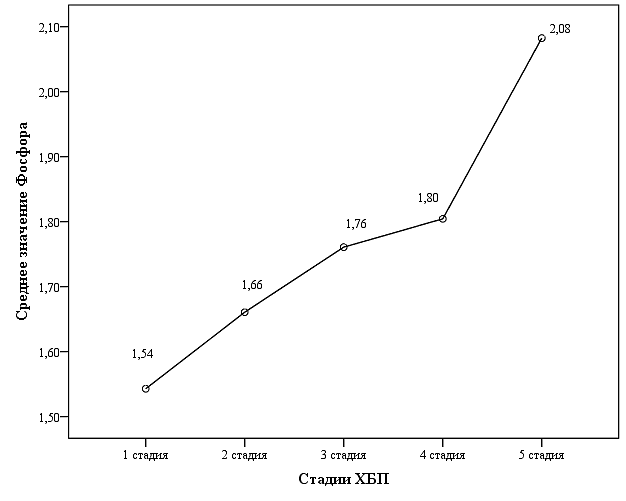 Среднее значение Фосфора
2,10
2,00
1,90
1,80
1,70
1,60
1,50
1,54
1,66
1,76
1,80
2,08
1 стадия
2 стадия
3 стадия
4 стадия
5 стадия
Стадии ХБП